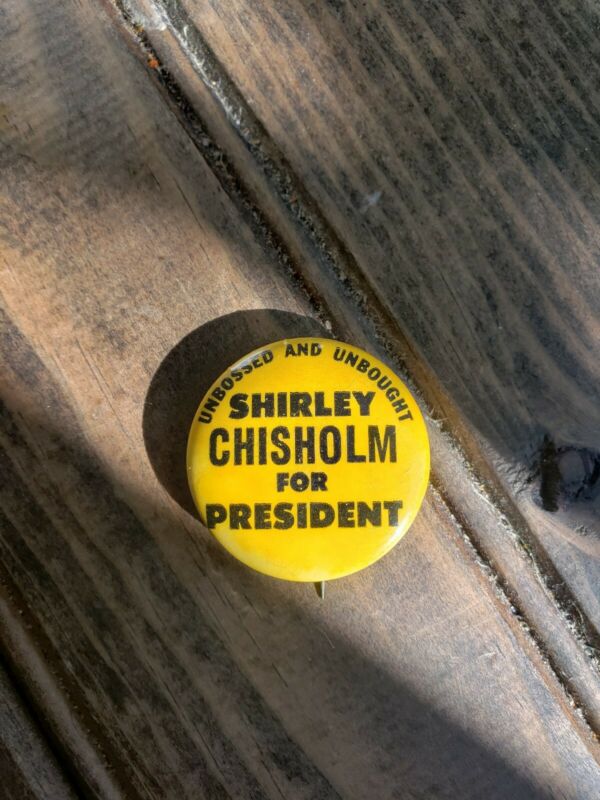 UNBOSSED AND UNBOUGHT
SHIRLEY
CHISHOLM
FOR
PRESIDENT